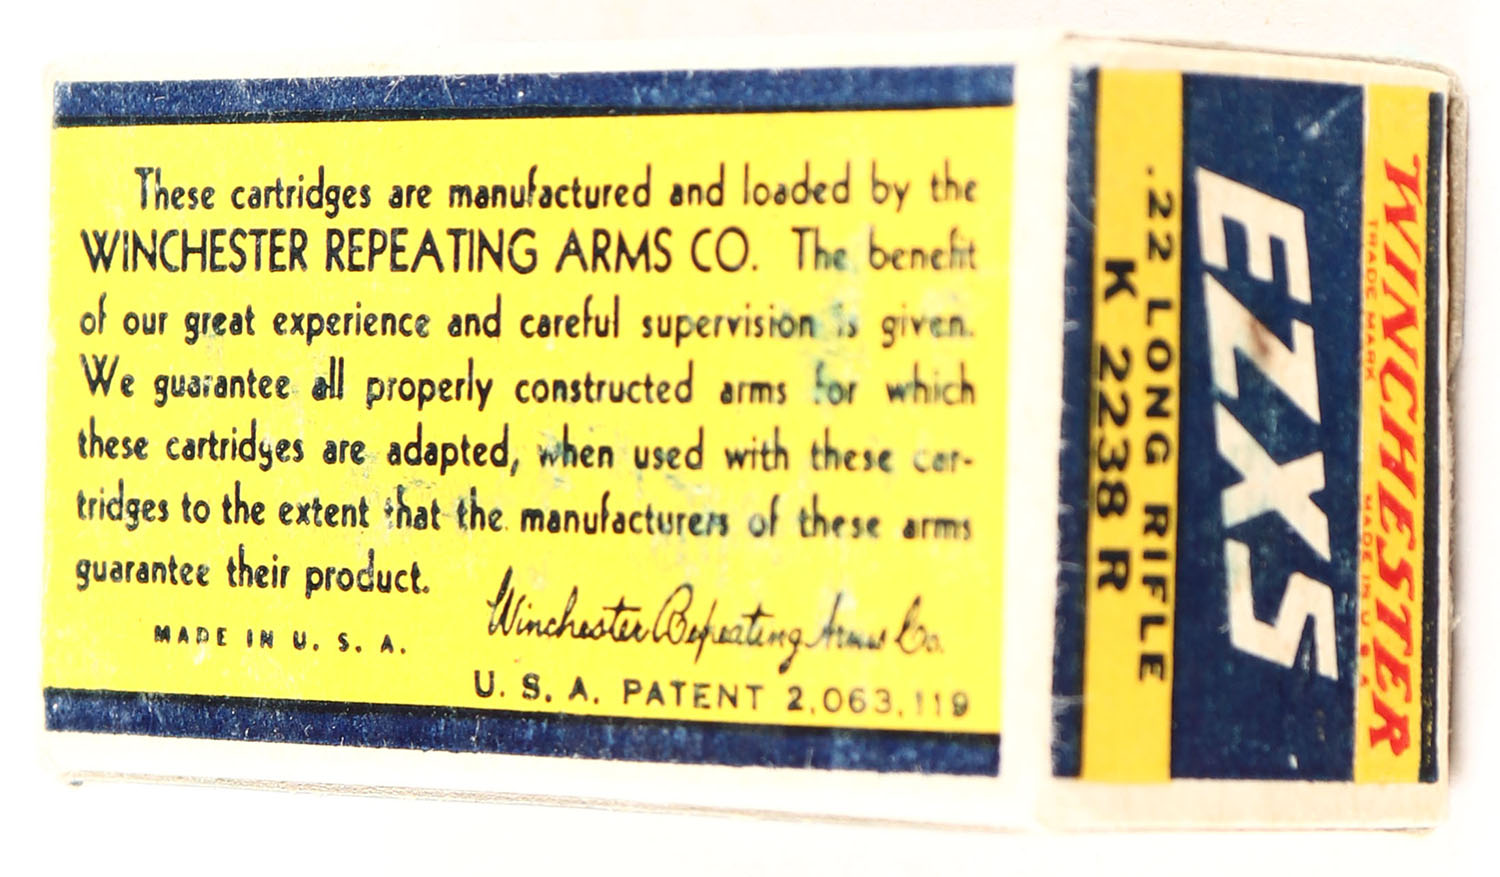 These cartridges are manufactured and loaded by the
WINCHESTER REPEATING ARMS CO. The benefit
of our great experience and careful supervision is given.
We guarantee all properly constructed arms for which
these cartridges are adapted, when used with these car-
tridges to the extent that the manufacturers of these arms
guarantee their product.
Winchester Repeating Arms Co.
MADE IN U. S. A.
U. S. A. PATENT 2,063,119
WINCHESTER
TRADE MARK MADE IN U. S. A.
EZXS
.22 LONG RIFLE
K 2238 R